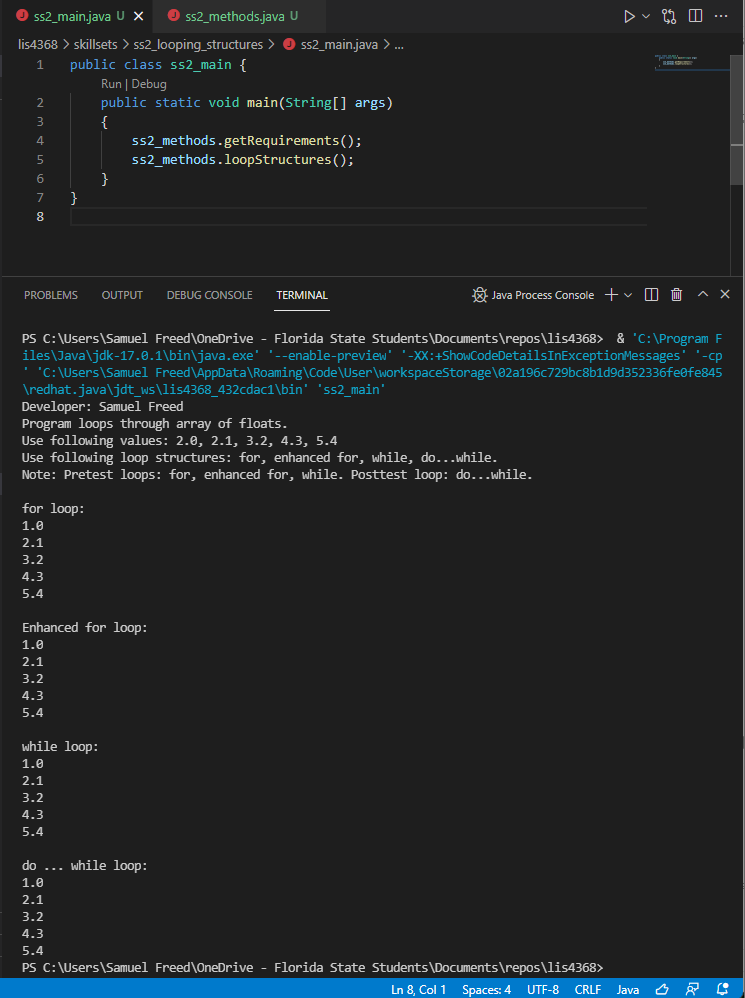 ss2_main.java U
ss2_methods.java U
lis4368 > skillsets > ss2_looping_structures > ss2_main.java > ...
1 public class ss2_main {
Run | Debug
2 public static void main(String[] args)
3 {
4 ss2_methods.getRequirements();
5 ss2_methods.loopStructures();
6 }
7 }
8
PROBLEMS OUTPUT DEBUG CONSOLE TERMINAL Java Process Console
PS C:\Users\Samuel Freed\OneDrive - Florida State Students\Documents\repos\lis4368> & 'C:\Program F
iles\Java\jdk-17.0.1\bin\java.exe' '--enable-preview' '-XX:+ShowCodeDetailsInExceptionMessages' '-cp
' 'C:\Users\Samuel Freed\AppData\Roaming\Code\User\workspaceStorage\02a196c729bc8b1d9d352336fe0fe845
\redhat.java\jdt_ws\lis4368_432cdac1\bin' 'ss2_main'
Developer: Samuel Freed
Program loops through array of floats.
Use following values: 2.0, 2.1, 3.2, 4.3, 5.4
Use following loop structures: for, enhanced for, while, do...while.
Note: Pretest loops: for, enhanced for, while. Posttest loop: do...while.
for loop:
1.0
2.1
3.2
4.3
5.4
Enhanced for loop:
1.0
2.1
3.2
4.3
5.4
while loop:
1.0
2.1
3.2
4.3
5.4
do ... while loop:
1.0
2.1
3.2
4.3
5.4
PS C:\Users\Samuel Freed\OneDrive - Florida State Students\Documents\repos\lis4368>
Ln 8, Col 1 Spaces: 4 UTF-8 CRLF Java